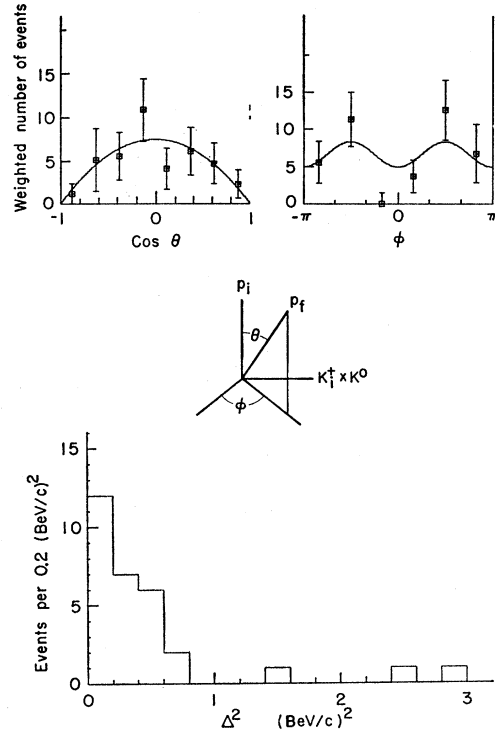 Weighted number of events
15
10
5
0
-1 0 1
Cos θ
15
10
5
0
-π 0 π
φ
p_i
p_f
θ
K_i^+ × K^0
φ
Events per 0.2 (BeV/c)^2
15
10
5
0
0 1 2 3
Δ^2 (BeV/c)^2